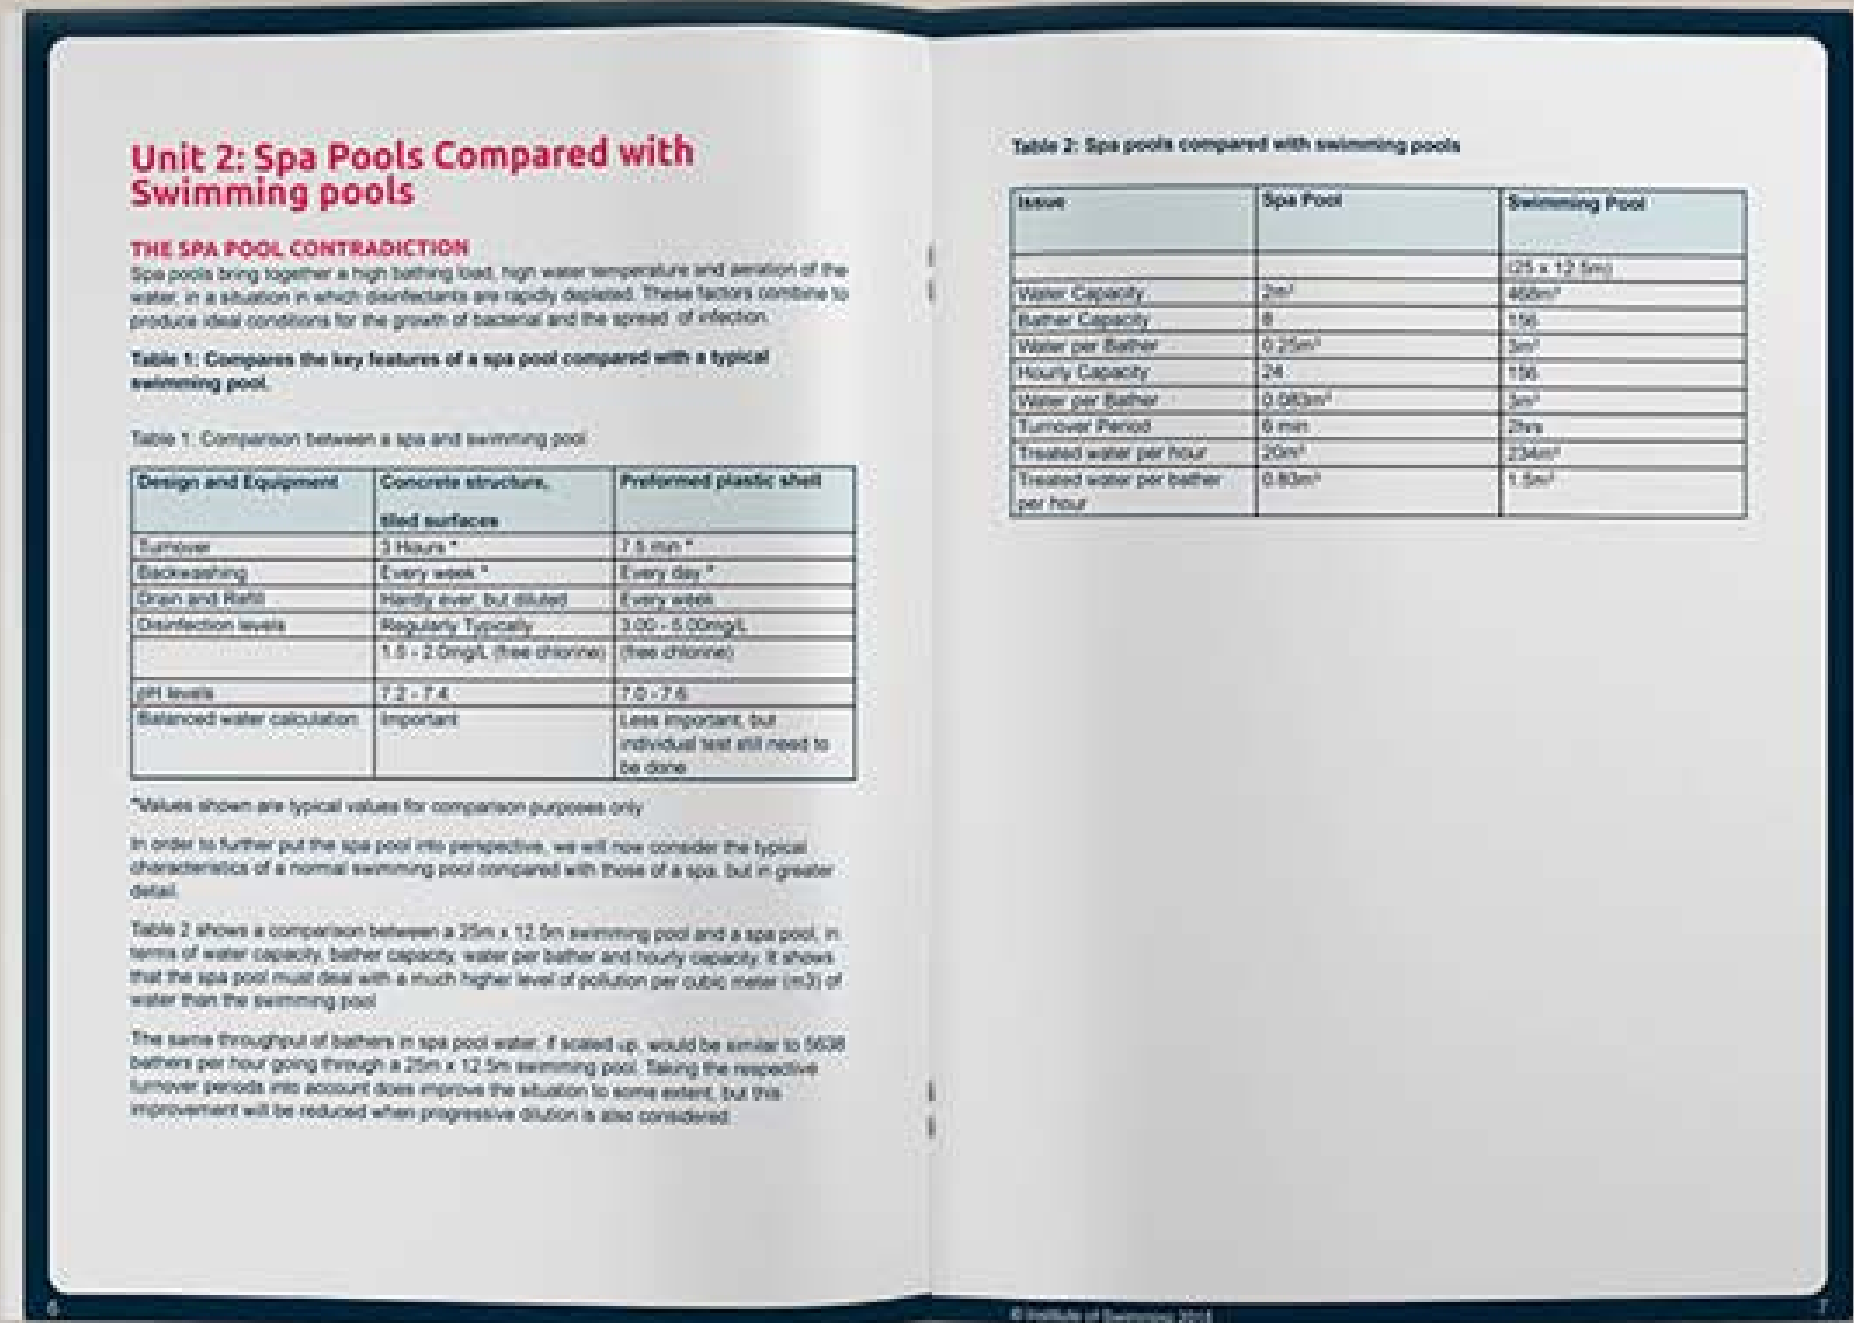 Unit 2: Spa Pools Compared with
Swimming pools
THE SPA POOL CONTRADICTION
Spa pools bring together a high bathing load, high water temperature and aeration of the
water, in a situation in which disinfectants are rapidly depleted. These factors combine to
produce ideal conditions for the growth of bacterial and the spread of infection.
Table 1: Compares the key features of a spa pool compared with a typical
swimming pool.
Table 1: Comparison between a spa and swimming pool
Design and Equipment Concrete structure, Preformed plastic shell
tiled surfaces
Turnover 3 Hours * 7.5 min *
Backwashing Every week * Every day *
Drain and Refill Hardly ever, but diluted Every week
Disinfection levels Regularly Typically 3.00 - 5.00mg/L
1.5 - 2.0mg/L (free chlorine) (free chlorine)
pH levels 7.2 - 7.4 7.0 - 7.6
Balanced water calculation Important Less important, but
individual test still need to
be done
*Values shown are typical values for comparison purposes only
In order to further put the spa pool into perspective, we will now consider the typical
characteristics of a normal swimming pool compared with those of a spa, but in greater
detail.
Table 2 shows a comparison between a 25m x 12.5m swimming pool and a spa pool, in
terms of water capacity, bather capacity, water per bather and hourly capacity. It shows
that the spa pool must deal with a much higher level of pollution per cubic meter (m3) of
water than the swimming pool
The same throughput of bathers in spa pool water, if scaled up, would be similar to 5638
bathers per hour going through a 25m x 12.5m swimming pool. Taking the respective
turnover periods into account does improve the situation to some extent, but this
improvement will be reduced when progressive dilution is also considered.
6
Table 2: Spa pools compared with swimming pools
Issue Spa Pool Swimming Pool
(25 x 12.5m)
Water Capacity 2m³ 468m³
Bather Capacity 8 156
Water per Bather 0.25m³ 3m³
Hourly Capacity 24 156
Water per Bather 0.083m³ 3m³
Turnover Period 6 min 2hrs
Treated water per hour 20m³ 234m³
Treated water per bather 0.83m³ 1.5m³
per hour
© Institute of Swimming 2015
7